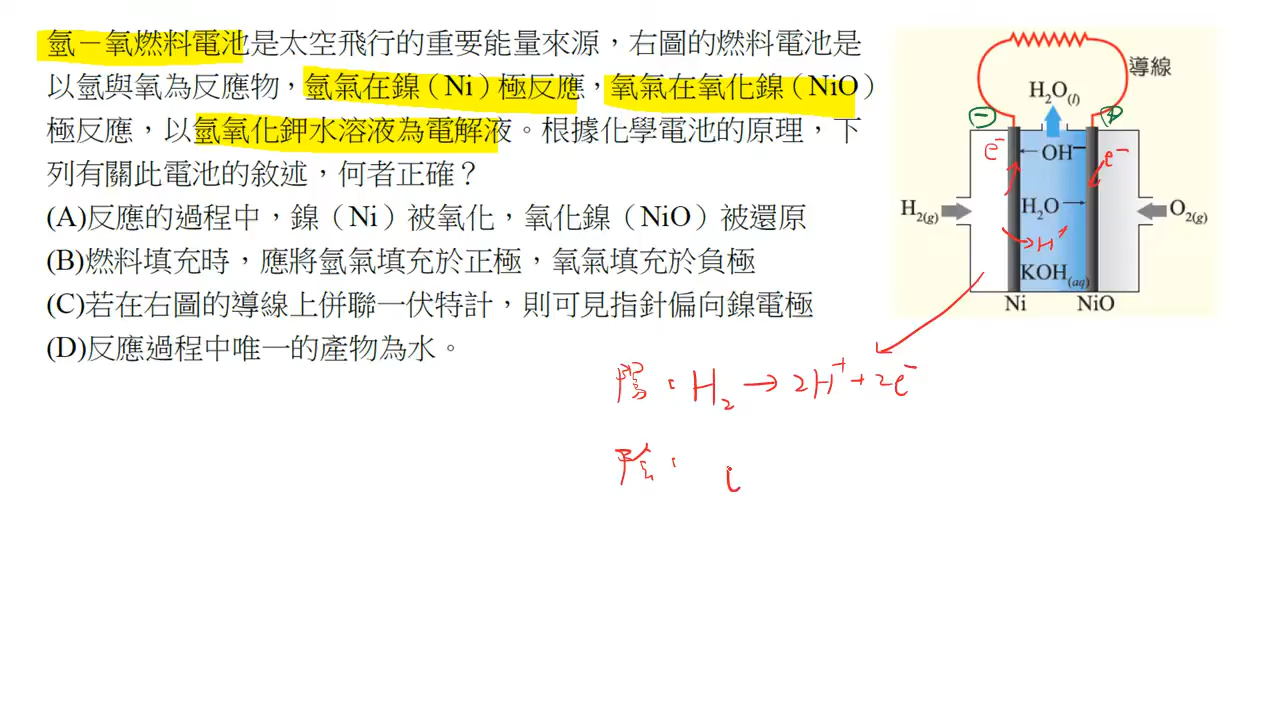 氫－氧燃料電池是太空飛行的重要能量來源，右圖的燃料電池是
以氫與氧為反應物，氫氣在鎳（Ni）極反應，氧氣在氧化鎳（NiO）
極反應，以氫氧化鉀水溶液為電解液。根據化學電池的原理，下
列有關此電池的敘述，何者正確？
(A)反應的過程中，鎳（Ni）被氧化，氧化鎳（NiO）被還原
(B)燃料填充時，應將氫氣填充於正極，氧氣填充於負極
(C)若在右圖的導線上併聯一伏特計，則可見指針偏向鎳電極
(D)反應過程中唯一的產物為水。
導線
H₂O(l)
− +
e⁻ OH e⁻
H₂(g) H₂O O₂(g)
H⁺
KOH(aq)
Ni NiO
陽：H₂ → 2H⁺ + 2e⁻
陰：